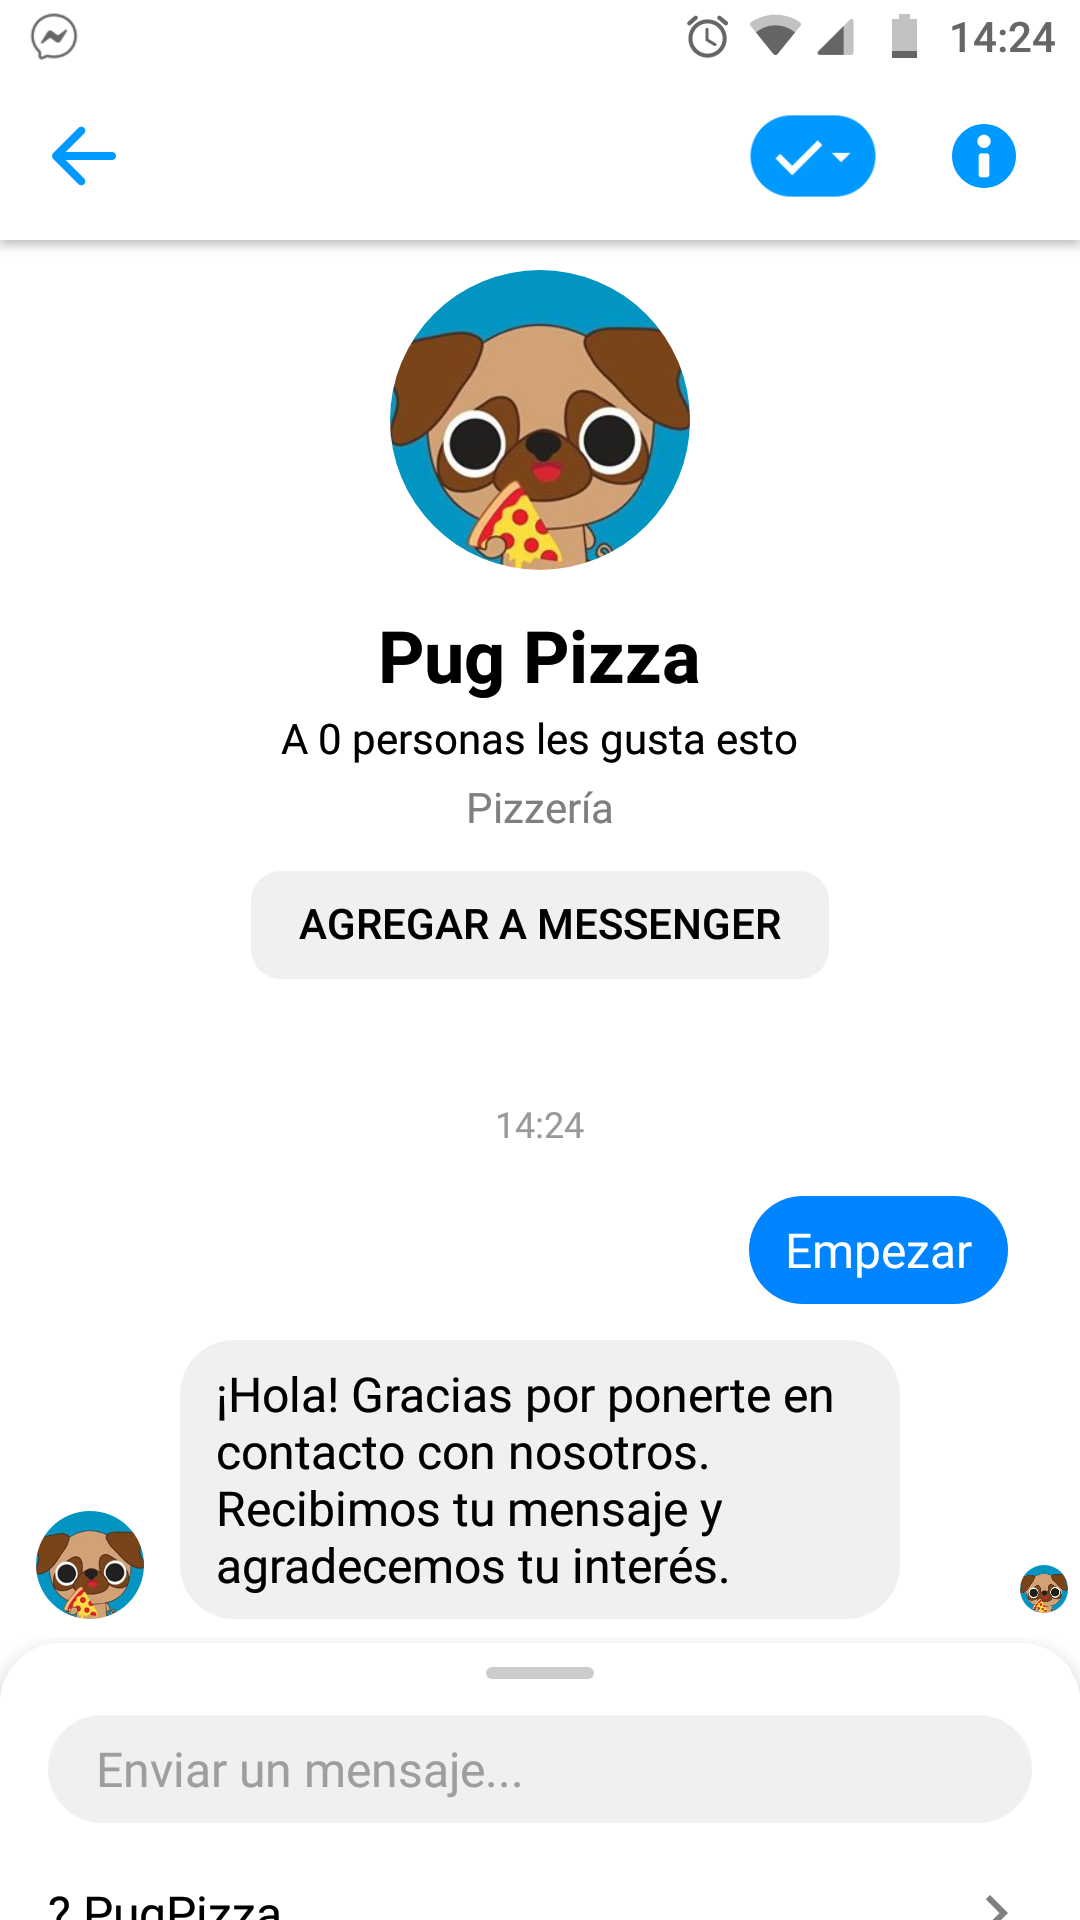 14:24
Pug Pizza
A 0 personas les gusta esto
Pizzería
AGREGAR A MESSENGER
14:24
Empezar
¡Hola! Gracias por ponerte en
contacto con nosotros.
Recibimos tu mensaje y
agradecemos tu interés.
Enviar un mensaje...
? PugPizza